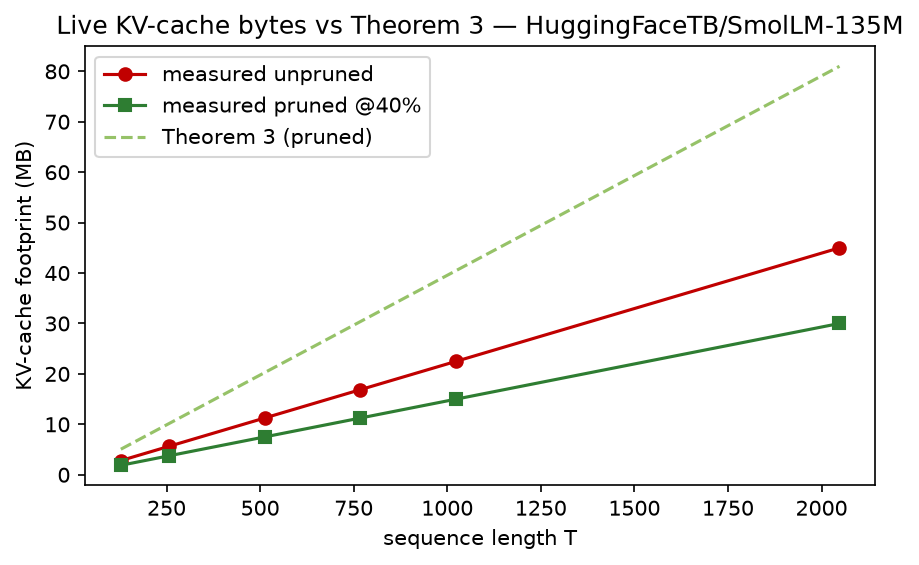 Live KV-cache bytes vs Theorem 3 — HuggingFaceTB/SmolLM-135M
measured unpruned
measured pruned @40%
Theorem 3 (pruned)
KV-cache footprint (MB)
80
70
60
50
40
30
20
10
0
250 500 750 1000 1250 1500 1750 2000
sequence length T